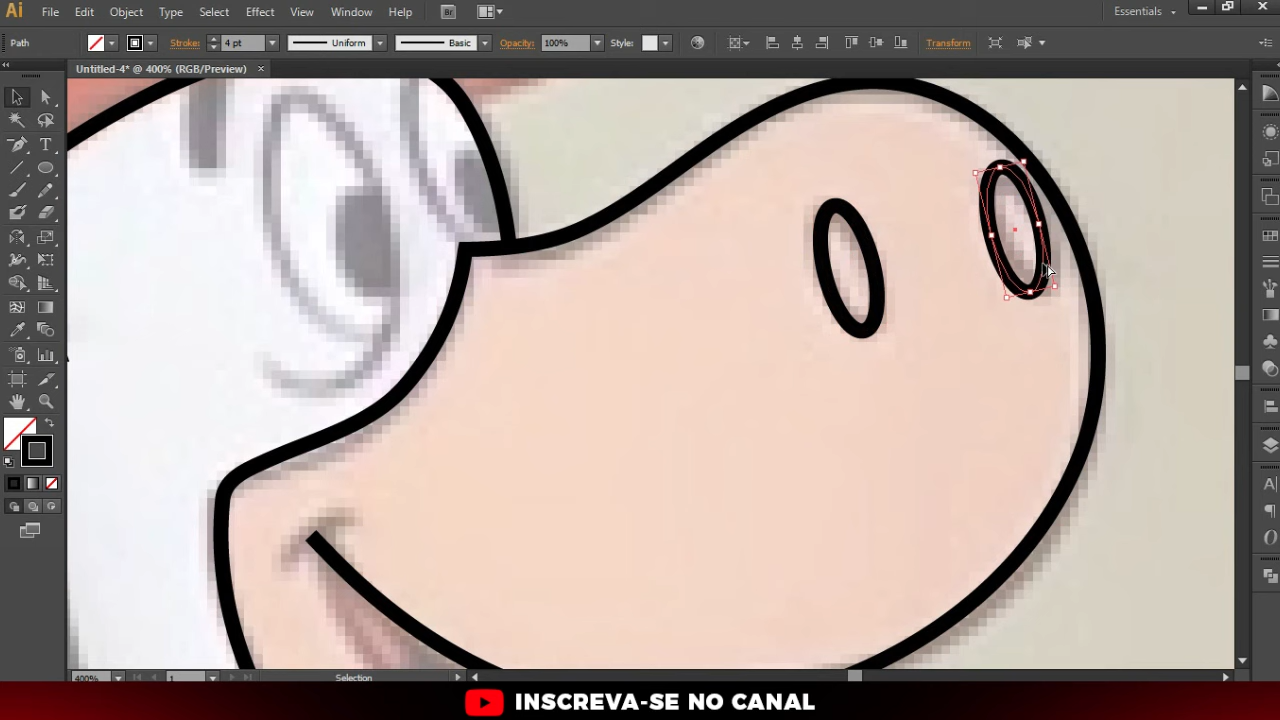 Ai File Edit Object Type Select Effect View Window Help Br Essentials
Path Stroke: 4 pt Uniform Basic Opacity: 100% Style: Transform
Untitled-4* @ 400% (RGB/Preview)
400% 1 Selection
INSCREVA-SE NO CANAL